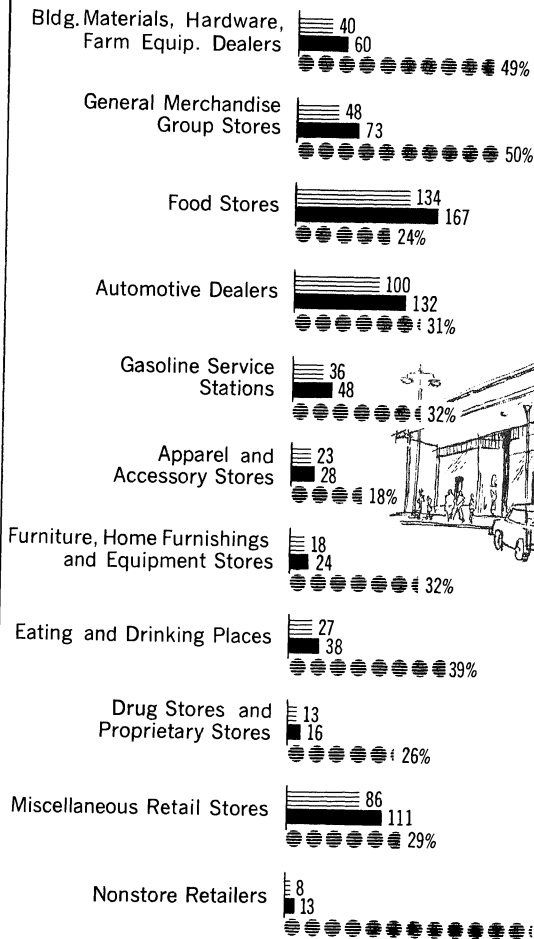 Bldg. Materials, Hardware,
Farm Equip. Dealers
40
60
49%
General Merchandise
Group Stores
48
73
50%
Food Stores
134
167
24%
Automotive Dealers
100
132
31%
Gasoline Service
Stations
36
48
32%
Apparel and
Accessory Stores
23
28
18%
Furniture, Home Furnishings
and Equipment Stores
18
24
32%
Eating and Drinking Places
27
38
39%
Drug Stores and
Proprietary Stores
13
16
26%
Miscellaneous Retail Stores
86
111
29%
Nonstore Retailers
8
13